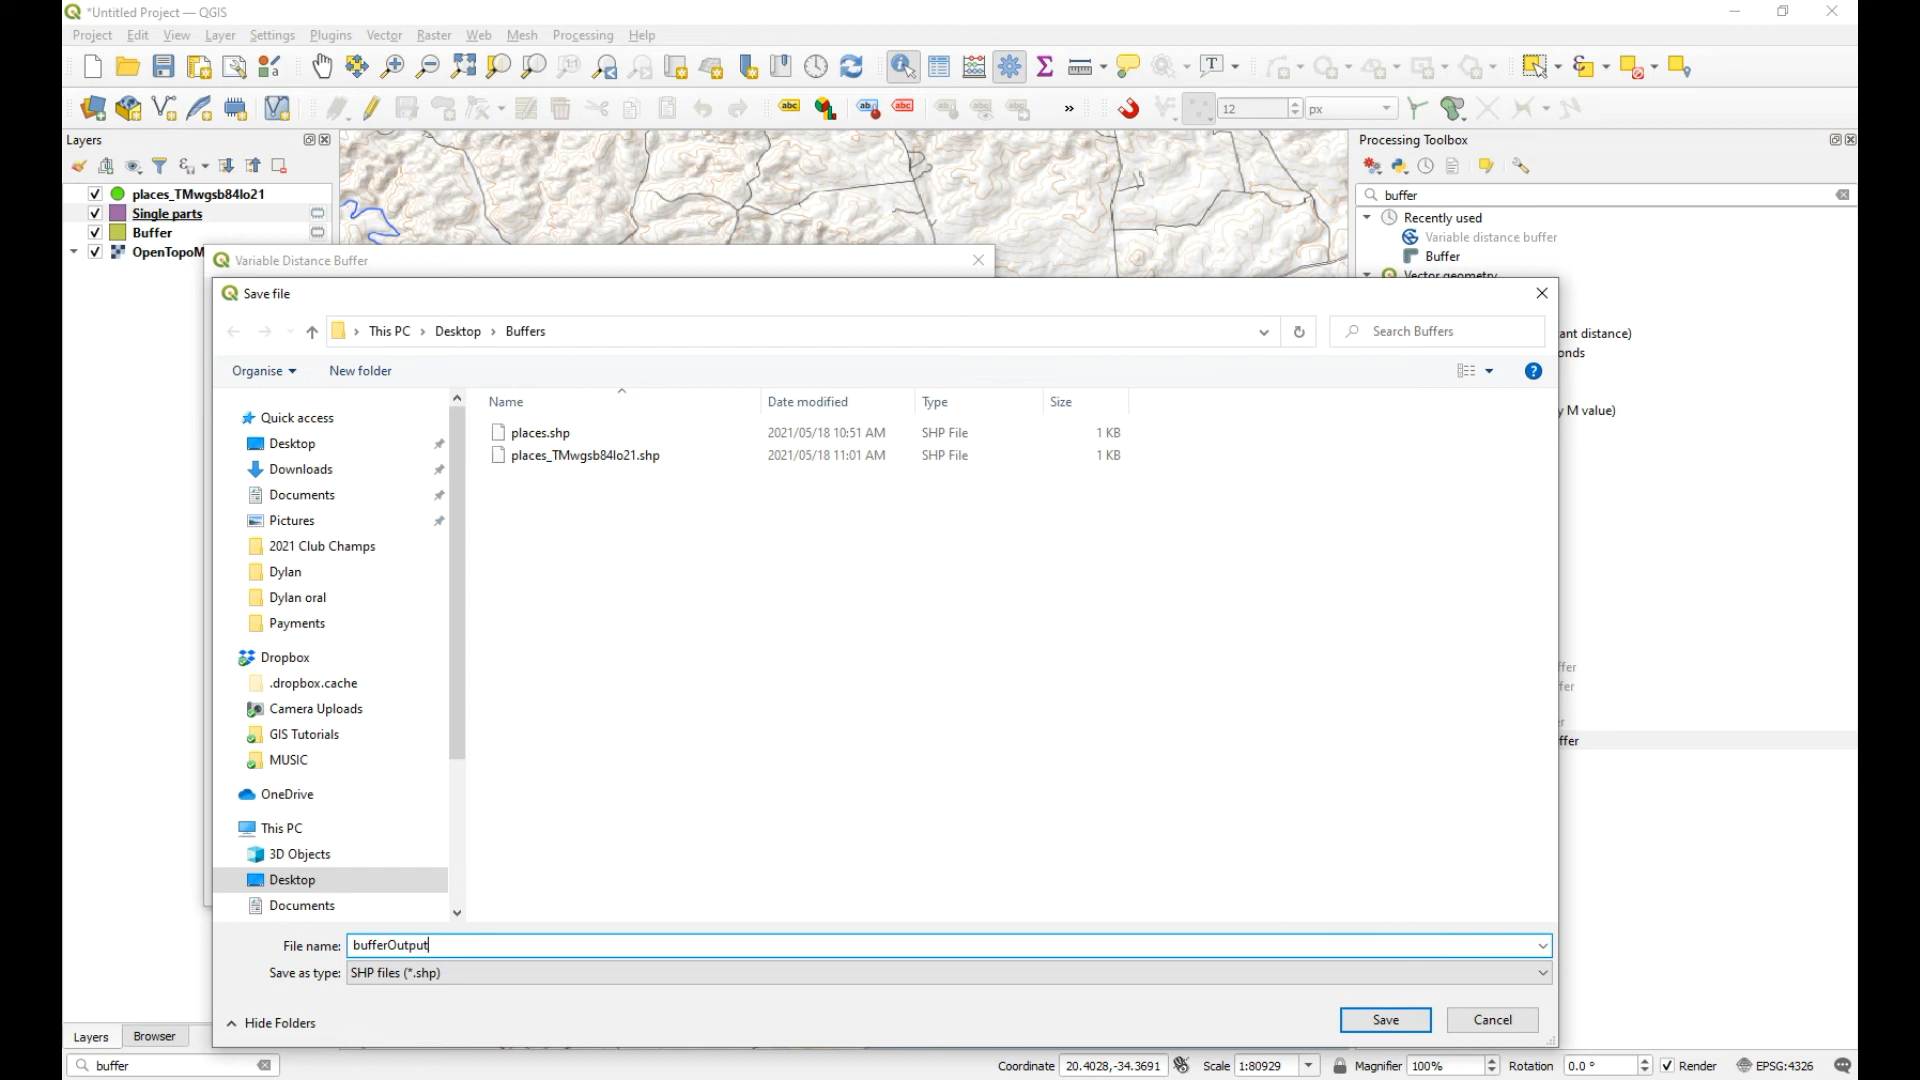 *Untitled Project — QGIS
Project Edit View Layer Settings Plugins Vector Raster Web Mesh Processing Help
12 px
Layers
places_TMwgsb84lo21
Single parts
Buffer
OpenTopoM
Processing Toolbox
buffer
Recently used
Variable distance buffer
Buffer
Vector geometry
ant distance)
onds
y M value)
ffer
fer
r
ffer
Variable Distance Buffer
Save file
This PC > Desktop > Buffers
Search Buffers
Organise New folder
Name Date modified Type Size
places.shp 2021/05/18 10:51 AM SHP File 1 KB
places_TMwgsb84lo21.shp 2021/05/18 11:01 AM SHP File 1 KB
Quick access
Desktop
Downloads
Documents
Pictures
2021 Club Champs
Dylan
Dylan oral
Payments
Dropbox
.dropbox.cache
Camera Uploads
GIS Tutorials
MUSIC
OneDrive
This PC
3D Objects
Desktop
Documents
File name: bufferOutput
Save as type: SHP files (*.shp)
Hide Folders
Save Cancel
Layers Browser
buffer
Coordinate 20.4028,-34.3691 Scale 1:80929 Magnifier 100% Rotation 0.0 ° Render EPSG:4326